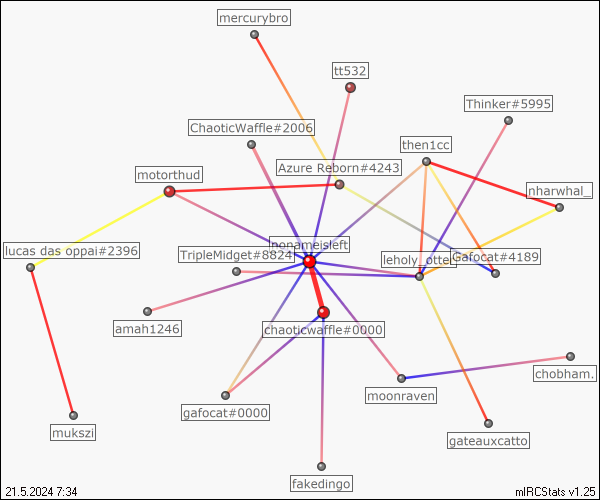 mercurybro
tt532
Thinker#5995
ChaoticWaffle#2006
then1cc
Azure Reborn#4243
motorthud
nharwhal_
nonameisleft
lucas das oppai#2396
TripleMidget#8824
leholy_otte
Gafocat#4189
amah1246
chaoticwaffle#0000
chobham.
moonraven
gafocat#0000
mukszi
gateauxcatto
fakedingo
21.5.2024 7:34
mIRCStats v1.25